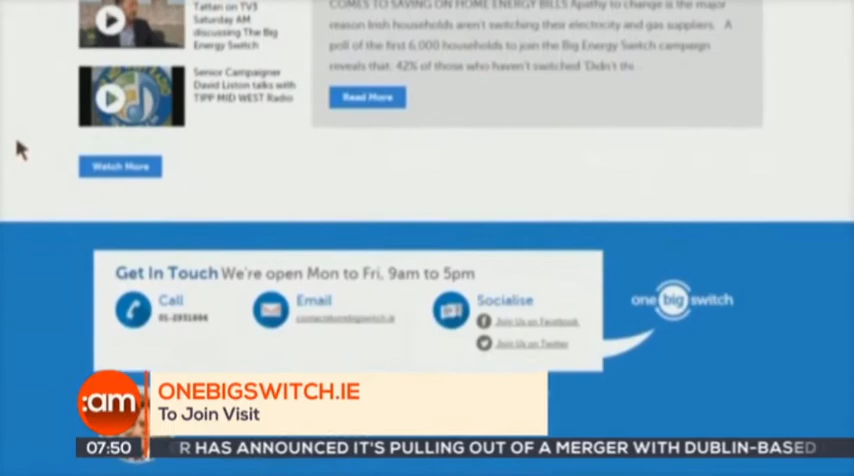 Tattan on TV3
Saturday AM
discussing The Big
Energy Switch
Senior Campaigner
David Liston talks with
TIPP MID WEST Radio
Watch More
COMES TO SAVING ON HOME ENERGY BILLS Apathy to change is the major
reason Irish households aren't switching their electricity and gas suppliers. A
poll of the first 6,000 households to join the Big Energy Switch campaign
reveals that: 42% of those who haven't switched 'Didn't thi
Read More
Get In Touch We're open Mon to Fri, 9am to 5pm
Call
Email
Socialise
Join Us on Facebook
Join Us on Twitter
one big switch
:am
ONEBIGSWITCH.IE
To Join Visit
07:50
R HAS ANNOUNCED IT'S PULLING OUT OF A MERGER WITH DUBLIN-BASED